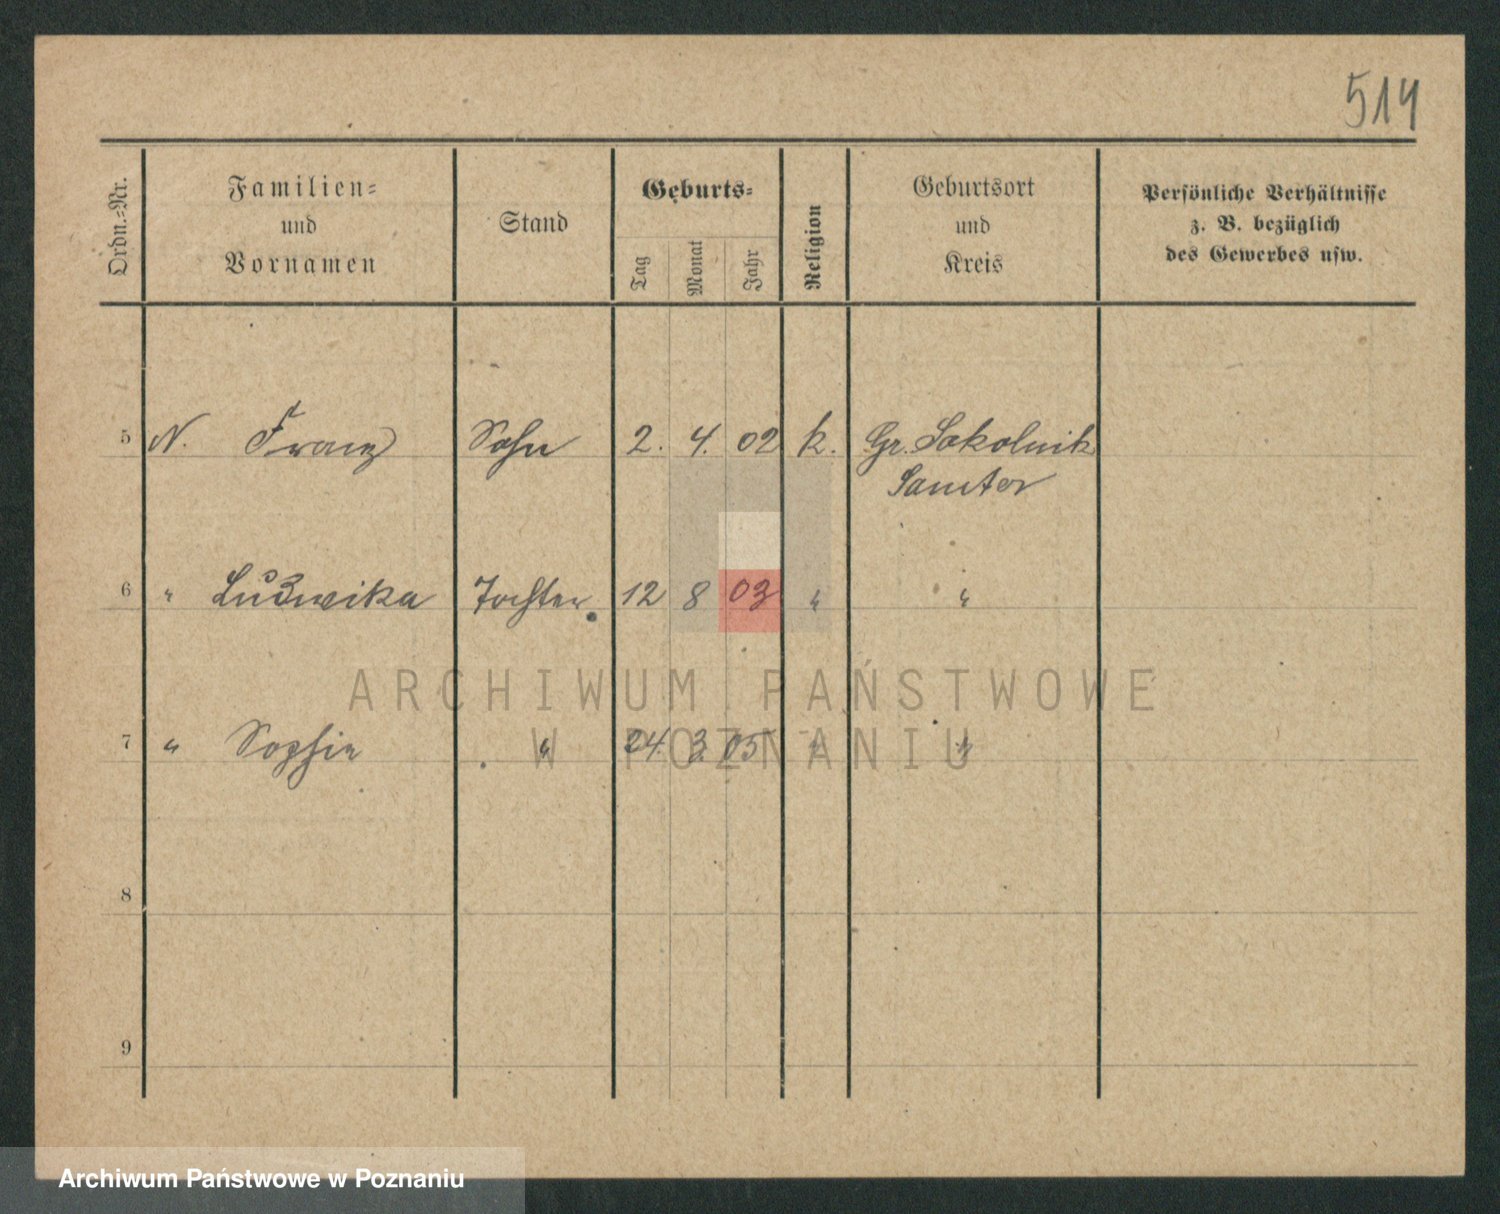 514
Ordn.=Nr.
Familien=
und
Vornamen
Stand
Geburts=
Tag
Monat
Jahr
Religion
Geburtsort
und
Kreis
Persönliche Verhältnisse
z. B. bezüglich
des Gewerbes usw.
5 N. Franz Sohn 2. 4. 02 k. Gr. Sokolnik
Samter
6 " Ludwika Tochter 12 8 03 " "
ARCHIWUM PAŃSTWOWE
W POZNANIU
7 " Sophie " 24. 3. 05 " "
8
9
Archiwum Państwowe w Poznaniu